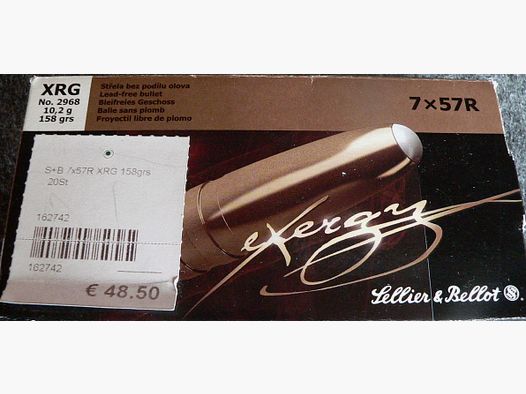 XRG
No. 2968
10,2 g
158 grs
Střela bez podílu olova
Lead-free bullet
Bleifreies Geschoss
Balle sans plomb
Proyectil libre de plomo
7×57R
S+B 7x57R XRG 158grs
20St
162742
162742
€ 48.50
eXergy
Sellier & Bellot
SB